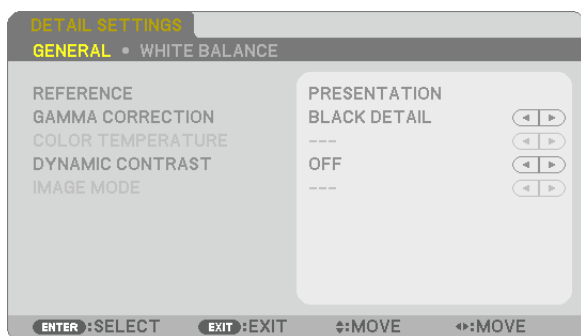 DETAIL SETTINGS
GENERAL • WHITE BALANCE
REFERENCE PRESENTATION
GAMMA CORRECTION BLACK DETAIL
COLOR TEMPERATURE ---
DYNAMIC CONTRAST OFF
IMAGE MODE ---
ENTER:SELECT EXIT:EXIT :MOVE :MOVE